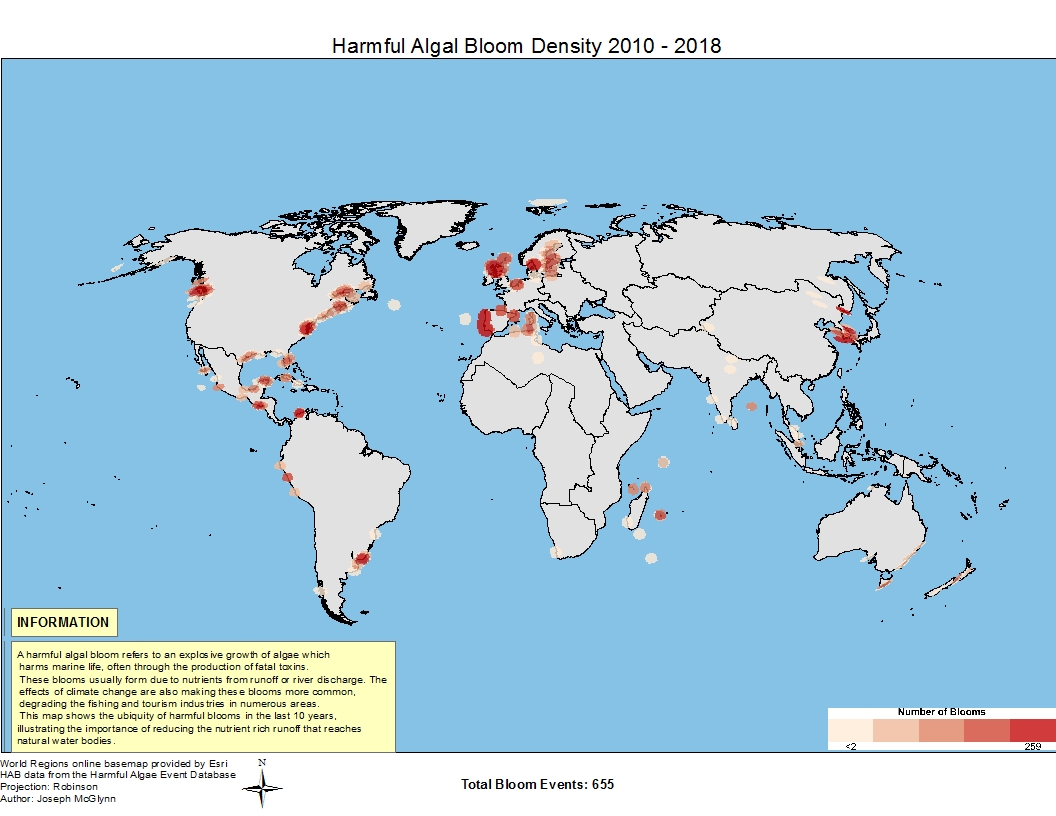 Harmful Algal Bloom Density 2010 - 2018
INFORMATION
A harmful algal bloom refers to an explosive growth of algae which
harms marine life, often through the production of fatal toxins.
These blooms usually form due to nutrients from runoff or river discharge. The
effects of climate change are also making these blooms more common,
degrading the fishing and tourism industries in numerous areas.
This map shows the ubiquity of harmful blooms in the last 10 years,
illustrating the importance of reducing the nutrient rich runoff that reaches
natural water bodies.
Number of Blooms
<2 259
World Regions online basemap provided by Esri
HAB data from the Harmful Algae Event Database
Projection: Robinson
Author: Joseph McGlynn
N
Total Bloom Events: 655